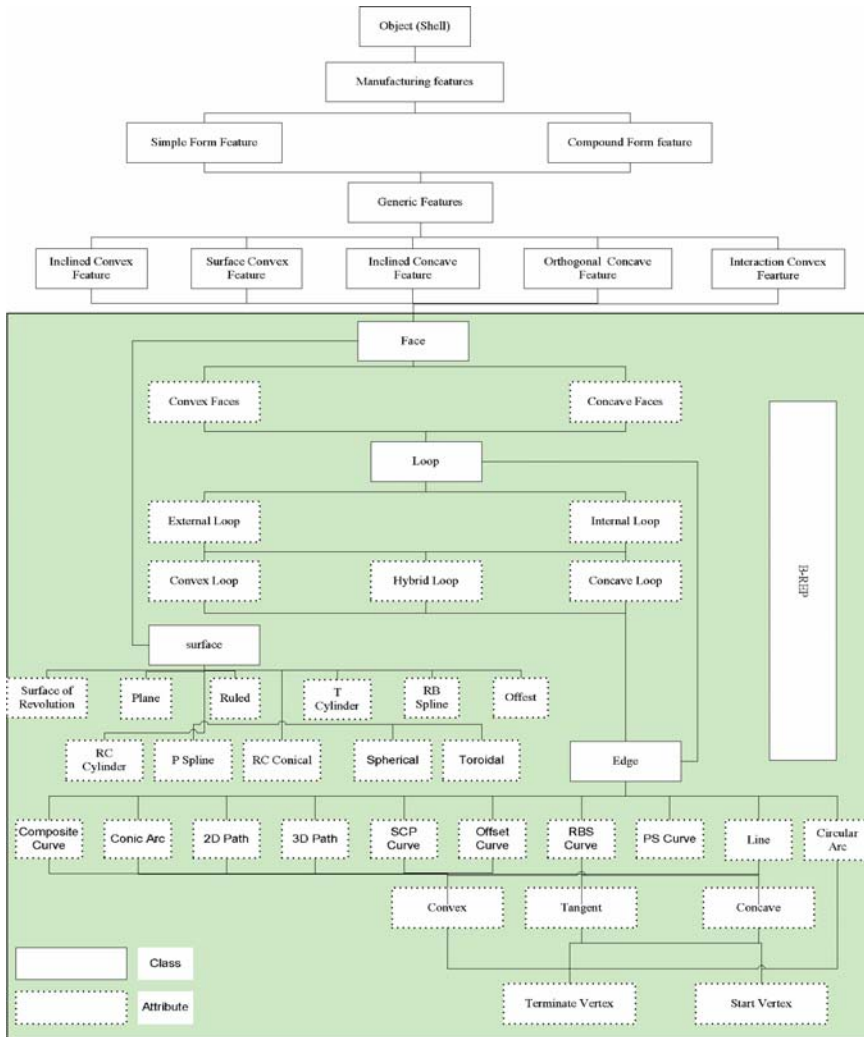 Object (Shell)
Manufacturing features
Simple Form Feature
Compound Form feature
Generic Features
Inclined Convex
Feature
Surface Convex
Feature
Inclined Concave
Feature
Orthogonal Concave
Feature
Interaction Convex
Fearture
Face
Convex Faces
Concave Faces
Loop
External Loop
Internal Loop
Convex Loop
Hybrid Loop
Concave Loop
B-REP
surface
Surface of
Revolution
Plane
Ruled
T
Cylinder
RB
Spline
Offest
RC
Cylinder
P Spline
RC Conical
Spherical
Toroidal
Edge
Composite
Curve
Conic Arc
2D Path
3D Path
SCP
Curve
Offset
Curve
RBS
Curve
PS Curve
Line
Circular
Arc
Convex
Tangent
Concave
Class
Attribute
Terminate Vertex
Start Vertex